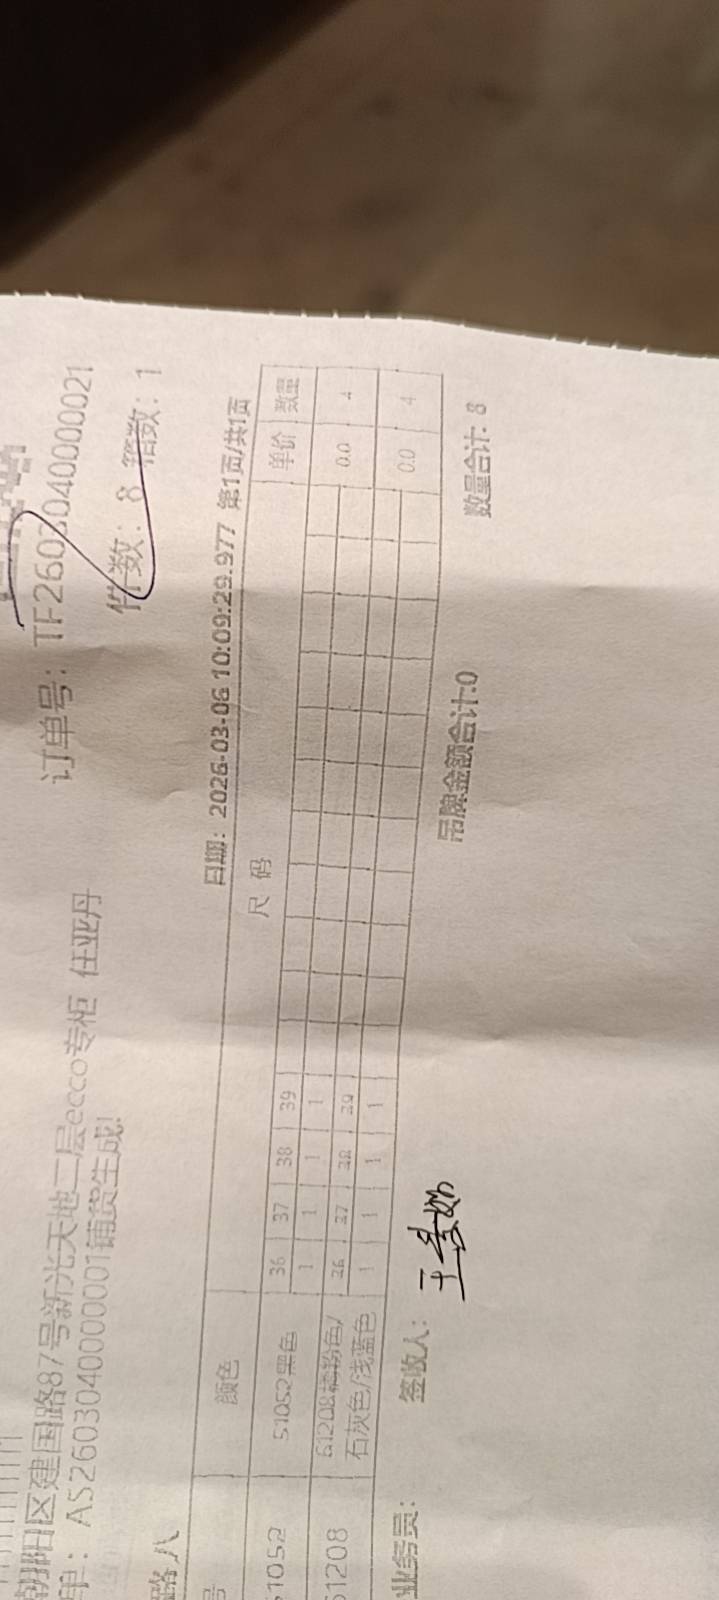 订单号：TF2603040000021
件数：8 箱数：1
朝阳区建国路87号新光天地二层ecco专柜 任亚丹
单：AS2603040000001铺货生成!
路八
日期：2026-03-06 10:09:29.977 第1页/共1页
号 颜色 尺 码 单价 数量
51052 51052黑色 36 37 38 39 0.0 4
1 1 1 1
61208 61208橘粉色/石灰色/浅蓝色 36 37 38 39 0.0 4
1 1 1 1
业务员： 签收人： 吊牌金额合计:0 数量合计: 8